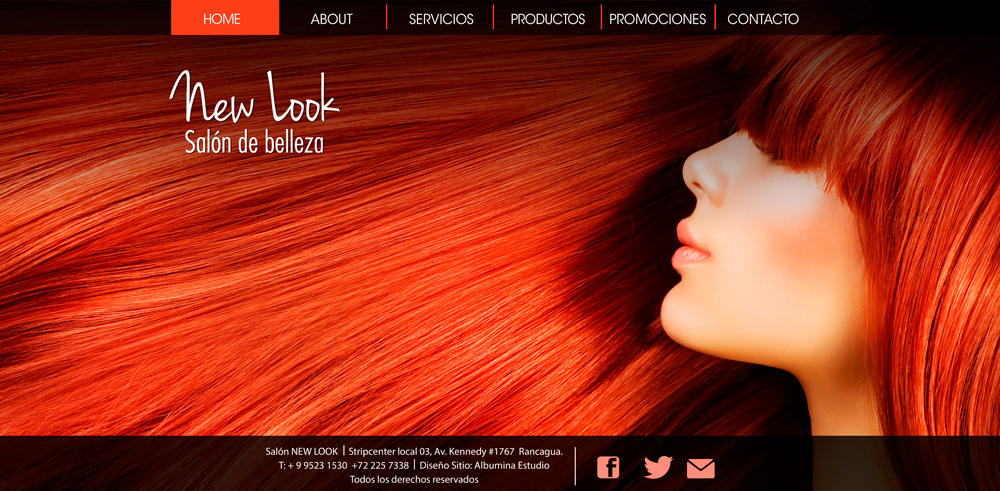 HOME ABOUT SERVICIOS PRODUCTOS PROMOCIONES CONTACTO
New Look
Salón de belleza
Salón NEW LOOK | Stripcenter local 03, Av. Kennedy #1767 Rancagua.
T: + 9 9523 1530 +72 225 7338 | Diseño Sitio: Albumina Estudio
Todos los derechos reservados